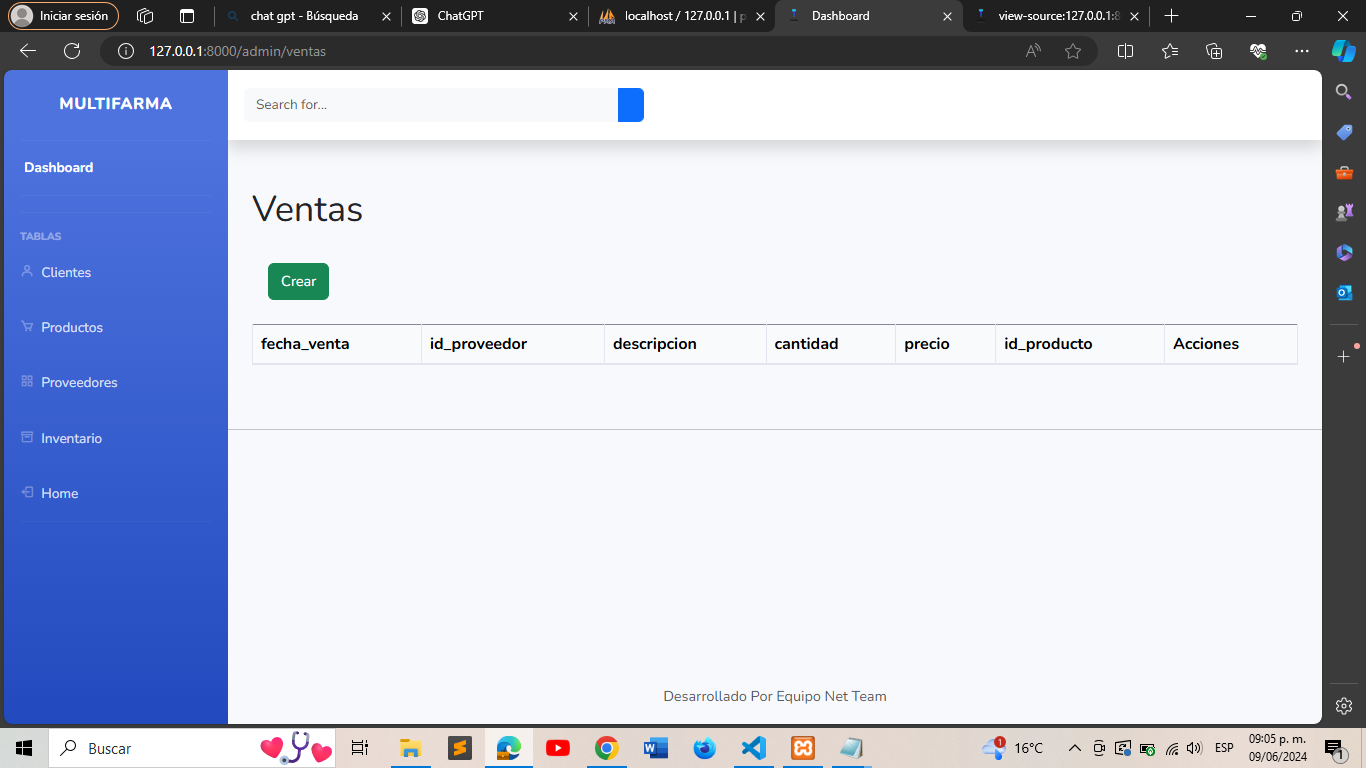 Iniciar sesión
chat gpt - Búsqueda
ChatGPT
localhost / 127.0.0.1 | p
Dashboard
view-source:127.0.0.1:8
127.0.0.1:8000/admin/ventas
MULTIFARMA
Search for...
Dashboard
Ventas
TABLAS
Clientes
Crear
Productos
fecha_venta id_proveedor descripcion cantidad precio id_producto Acciones
Proveedores
Inventario
Home
Desarrollado Por Equipo Net Team
Buscar
1
16°C
ESP
09:05 p. m.
09/06/2024
1